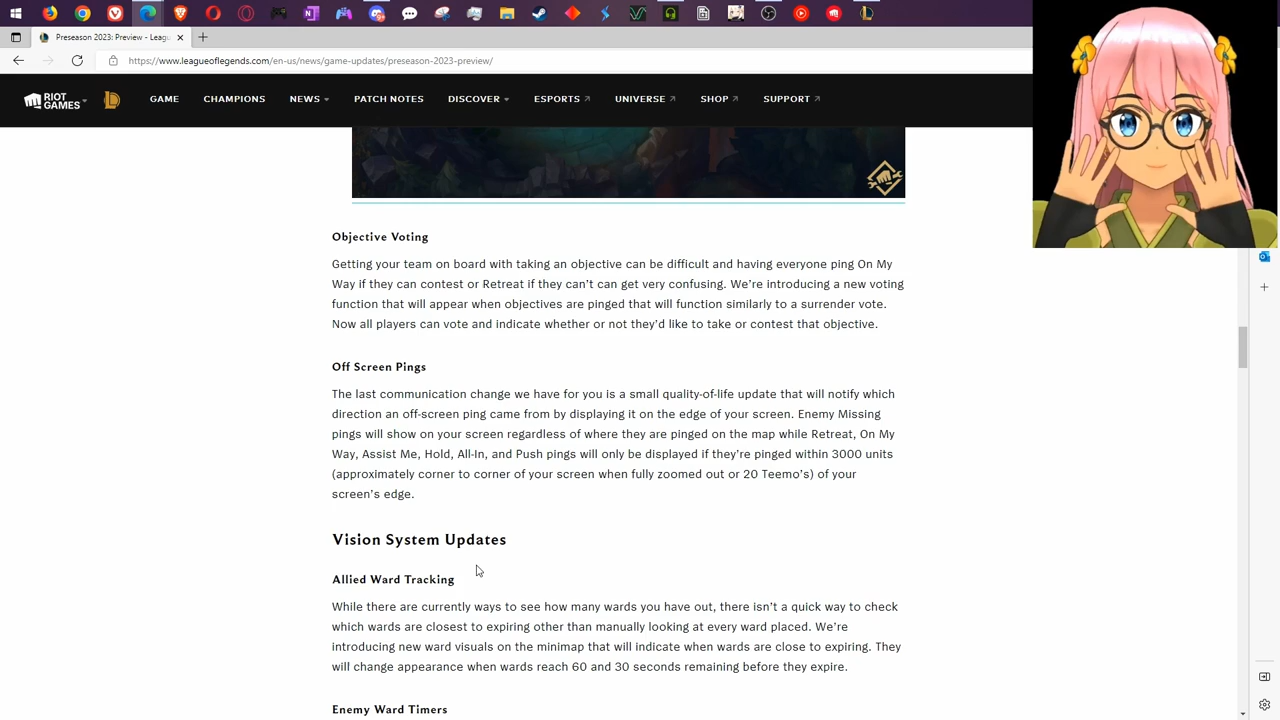 Preseason 2023: Preview - Leagu
https://www.leagueoflegends.com/en-us/news/game-updates/preseason-2023-preview/
RIOT GAMES
GAME
CHAMPIONS
NEWS
PATCH NOTES
DISCOVER
ESPORTS
UNIVERSE
SHOP
SUPPORT
Objective Voting
Getting your team on board with taking an objective can be difficult and having everyone ping On My
Way if they can contest or Retreat if they can't can get very confusing. We're introducing a new voting
function that will appear when objectives are pinged that will function similarly to a surrender vote.
Now all players can vote and indicate whether or not they'd like to take or contest that objective.
Off Screen Pings
The last communication change we have for you is a small quality-of-life update that will notify which
direction an off-screen ping came from by displaying it on the edge of your screen. Enemy Missing
pings will show on your screen regardless of where they are pinged on the map while Retreat, On My
Way, Assist Me, Hold, All-In, and Push pings will only be displayed if they're pinged within 3000 units
(approximately corner to corner of your screen when fully zoomed out or 20 Teemo's) of your
screen's edge.
Vision System Updates
Allied Ward Tracking
While there are currently ways to see how many wards you have out, there isn't a quick way to check
which wards are closest to expiring other than manually looking at every ward placed. We're
introducing new ward visuals on the minimap that will indicate when wards are close to expiring. They
will change appearance when wards reach 60 and 30 seconds remaining before they expire.
Enemy Ward Timers